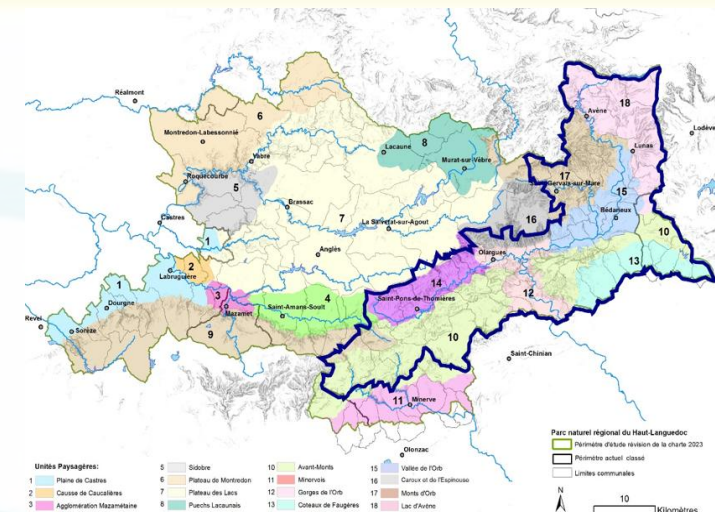 Réalmont
6
18
Avène
Montredon-Labessonnié
Lacaune
8
Lunas
Lodève
Vabre
Murat-sur-Vèbre
17
Roquecourbe
5
St-Gervais-sur-Mare
15
Brassac
7
La Salvetat-sur-Agout
16
Bédarieux
Castres
10
1
Anglès
Olargues
13
2
Labruguière
14
12
1
3
4
Saint-Pons-de-Thomières
Dourgne
Mazamet
Saint-Amans-Soult
Revel
Sorèze
9
10
Saint-Chinian
11
Minerve
Olonzac
Parc naturel régional du Haut-Languedoc
Périmètre d'étude révision de la charte 2023
Périmètre actuel classé
Limites communales
N
10
Kilomètres
Unités Paysagères:
1 Plaine de Castres
2 Causse de Caucalières
3 Agglomération Mazamétaine
5 Sidobre
6 Plateau de Montredon
7 Plateau des Lacs
8 Puechs Lacaunais
10 Avant-Monts
11 Minervois
12 Gorges de l'Orb
13 Coteaux de Faugères
15 Vallée de l'Orb
16 Caroux et de l'Espinouse
17 Monts d'Orb
18 Lac d'Avène